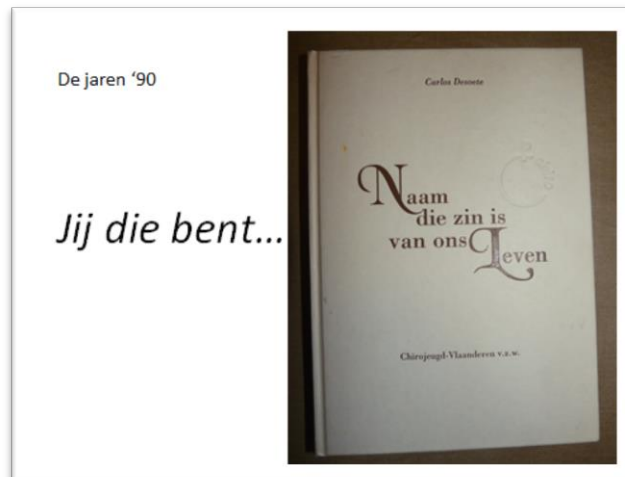 De jaren ‘90
Jij die bent...
Carlos Desoete
Naam
die zin is
van ons Leven
Chirojeugd-Vlaanderen v.z.w.